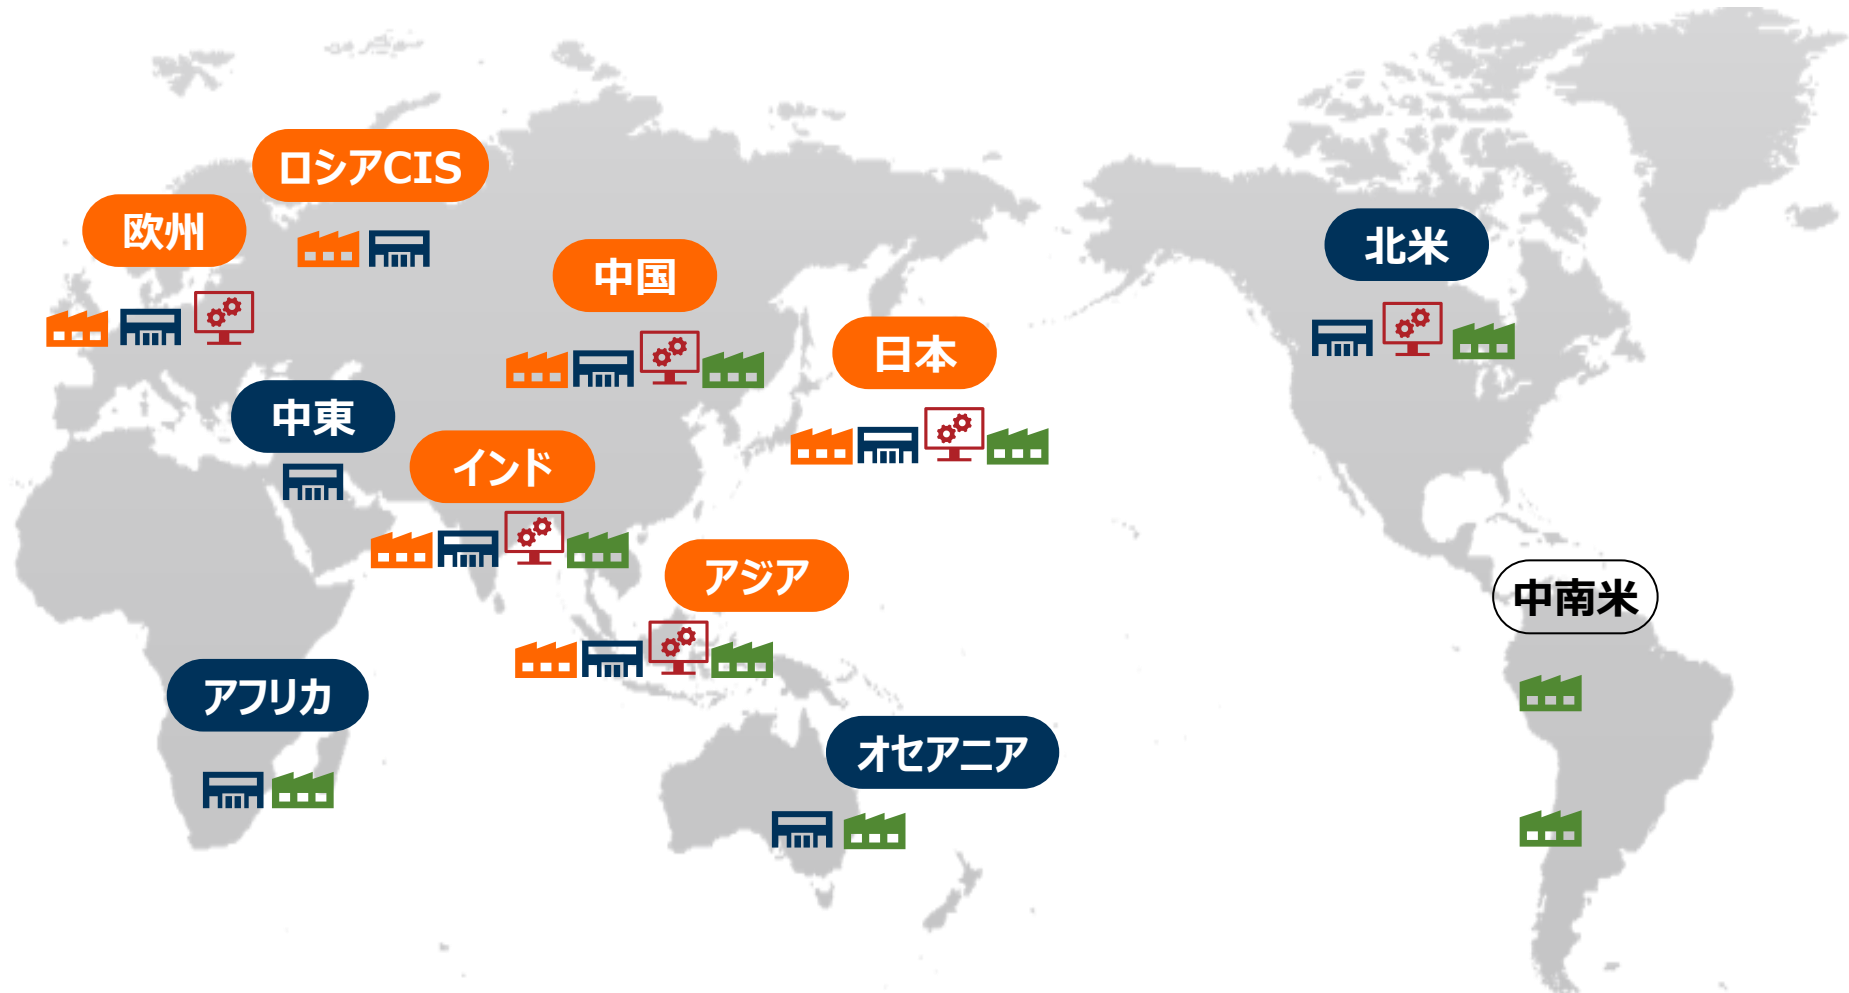 ロシアCIS
欧州
北米
中国
日本
中東
インド
アジア
中南米
アフリカ
オセアニア